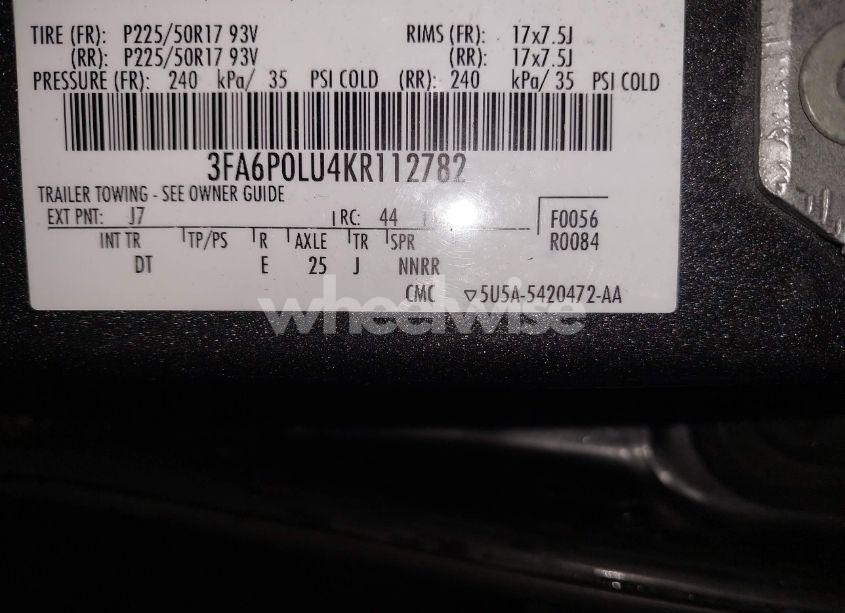 TIRE (FR): P225/50R17 93V RIMS (FR): 17x7.5J
(RR): P225/50R17 93V (RR): 17x7.5J
PRESSURE (FR): 240 kPa/ 35 PSI COLD (RR): 240 kPa/ 35 PSI COLD
3FA6P0LU4KR112782
TRAILER TOWING - SEE OWNER GUIDE
EXT PNT: J7 RC: 44 F0056
INT TR TP/PS R AXLE TR SPR R0084
DT E 25 J NNRR
CMC ▽5U5A-5420472-AA
wheelwise